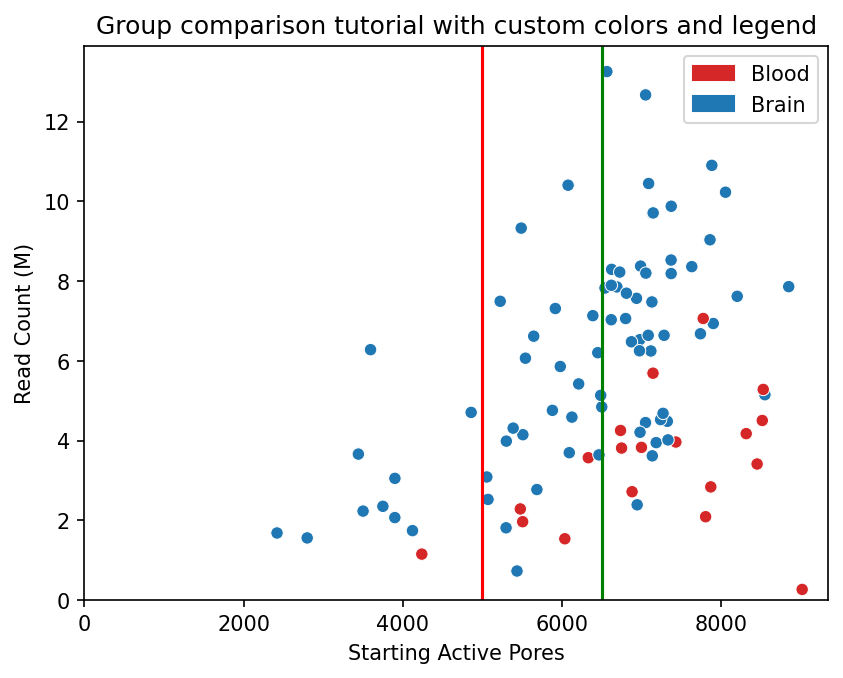 Group comparison tutorial with custom colors and legend
Blood
Brain
12
10
8
6
4
2
0
Read Count (M)
0
2000
4000
6000
8000
Starting Active Pores